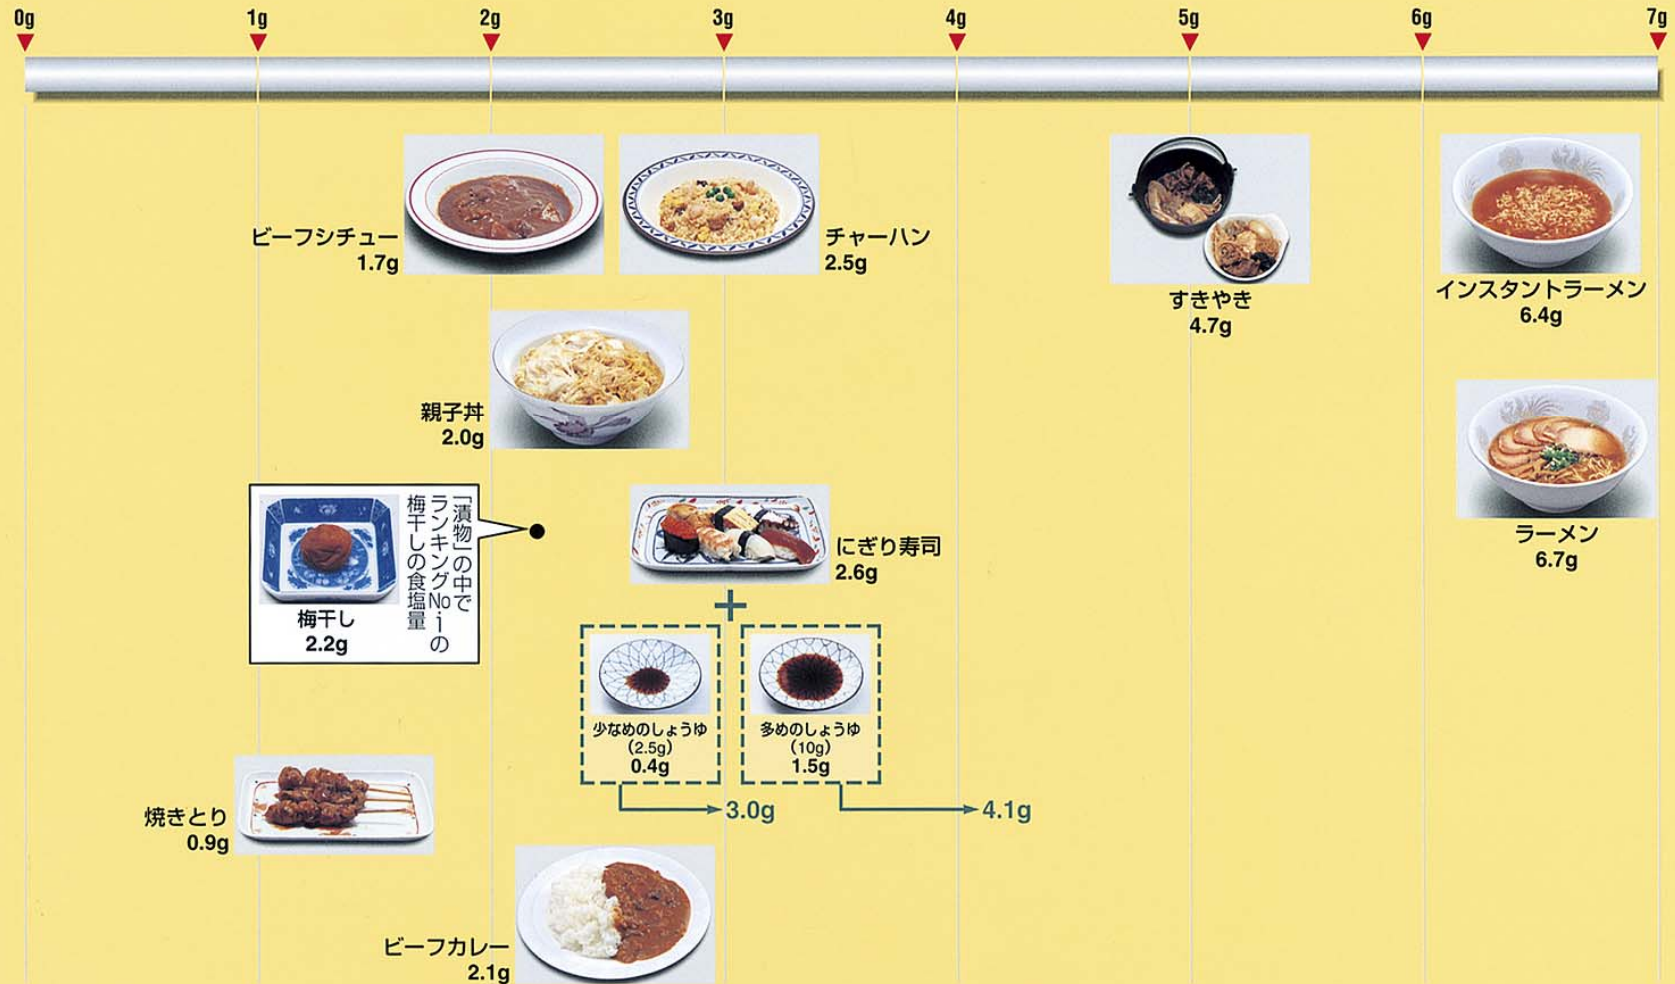 0g
1g
2g
3g
4g
5g
6g
7g
ビーフシチュー
1.7g
チャーハン
2.5g
すきやき
4.7g
インスタントラーメン
6.4g
親子丼
2.0g
ラーメン
6.7g
「漬物」の中で
ランキングNo.1の
梅干しの食塩量
梅干し
2.2g
にぎり寿司
2.6g
+
少なめのしょうゆ
(2.5g)
0.4g
多めのしょうゆ
(10g)
1.5g
3.0g
4.1g
焼きとり
0.9g
ビーフカレー
2.1g